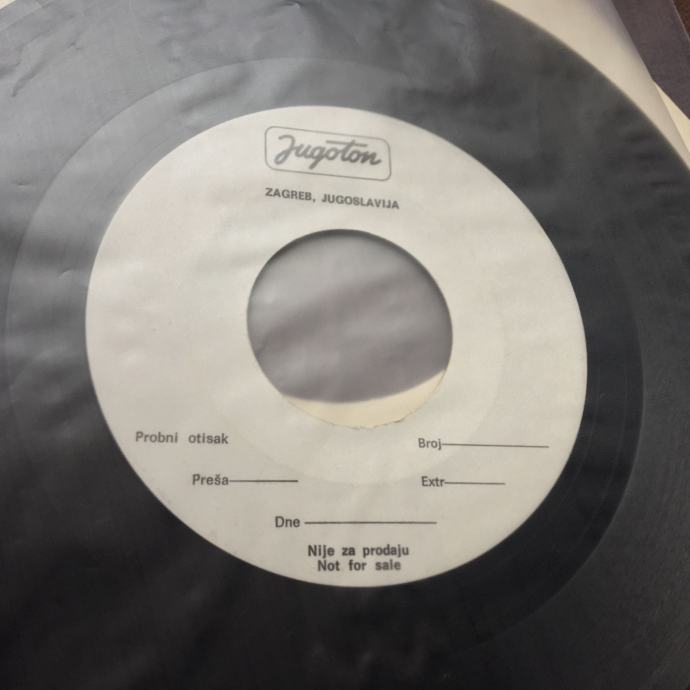 Jugoton
ZAGREB, JUGOSLAVIJA
Probni otisak
Broj
Preša
Extr
Dne
Nije za prodaju
Not for sale